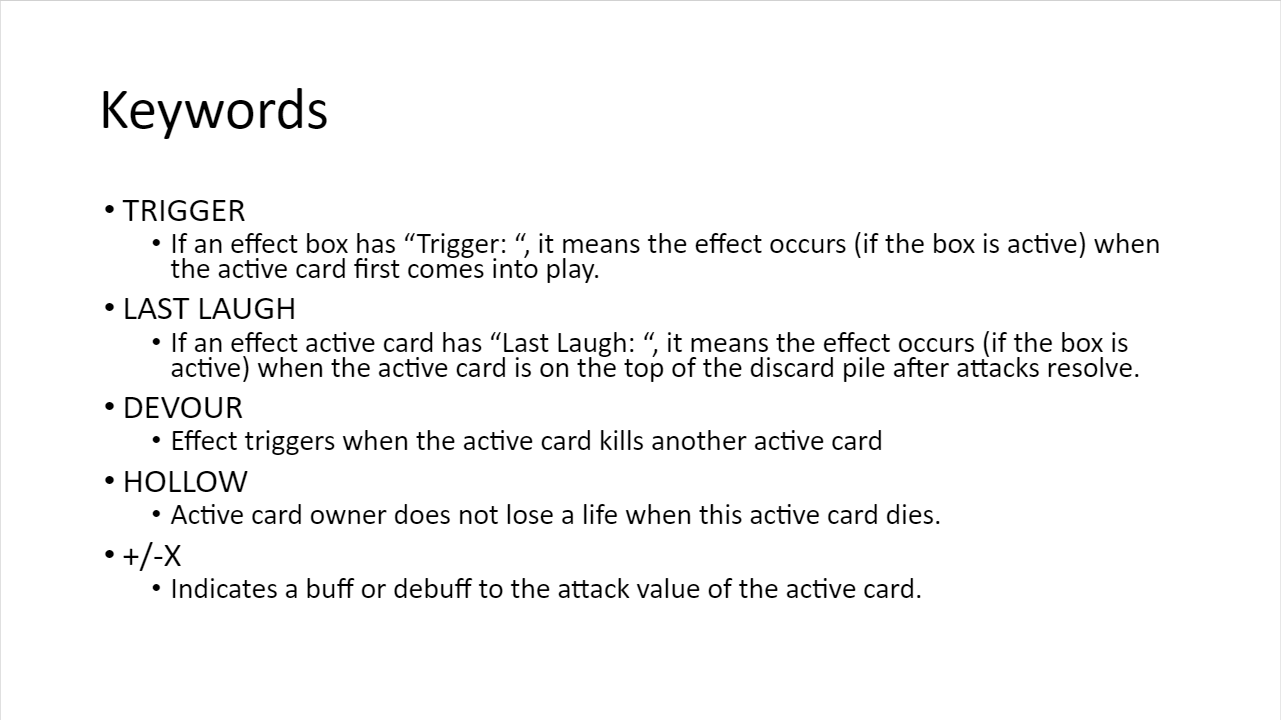 Keywords
• TRIGGER
• If an effect box has “Trigger: “, it means the effect occurs (if the box is active) when
the active card first comes into play.
• LAST LAUGH
• If an effect active card has “Last Laugh: “, it means the effect occurs (if the box is
active) when the active card is on the top of the discard pile after attacks resolve.
• DEVOUR
• Effect triggers when the active card kills another active card
• HOLLOW
• Active card owner does not lose a life when this active card dies.
• +/-X
• Indicates a buff or debuff to the attack value of the active card.